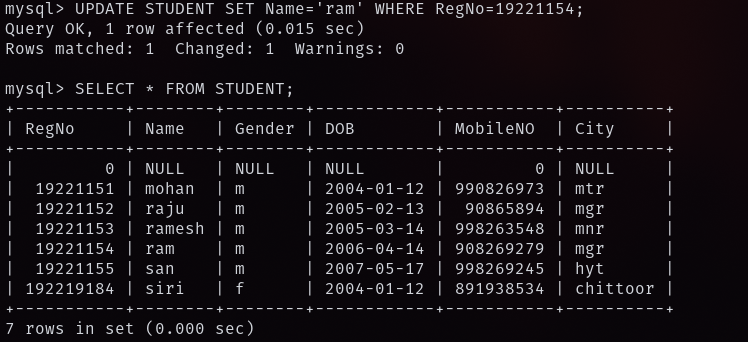 mysql> UPDATE STUDENT SET Name='ram' WHERE RegNo=19221154;
Query OK, 1 row affected (0.015 sec)
Rows matched: 1  Changed: 1  Warnings: 0

mysql> SELECT * FROM STUDENT;
+-----------+--------+--------+------------+-----------+----------+
| RegNo     | Name   | Gender | DOB        | MobileNO  | City     |
+-----------+--------+--------+------------+-----------+----------+
|         0 | NULL   | NULL   | NULL       |         0 | NULL     |
|  19221151 | mohan  | m      | 2004-01-12 | 990826973 | mtr      |
|  19221152 | raju   | m      | 2005-02-13 |  90865894 | mgr      |
|  19221153 | ramesh | m      | 2005-03-14 | 998263548 | mnr      |
|  19221154 | ram    | m      | 2006-04-14 | 908269279 | mgr      |
|  19221155 | san    | m      | 2007-05-17 | 998269245 | hyt      |
| 192219184 | siri   | f      | 2004-01-12 | 891938534 | chittoor |
+-----------+--------+--------+------------+-----------+----------+
7 rows in set (0.000 sec)